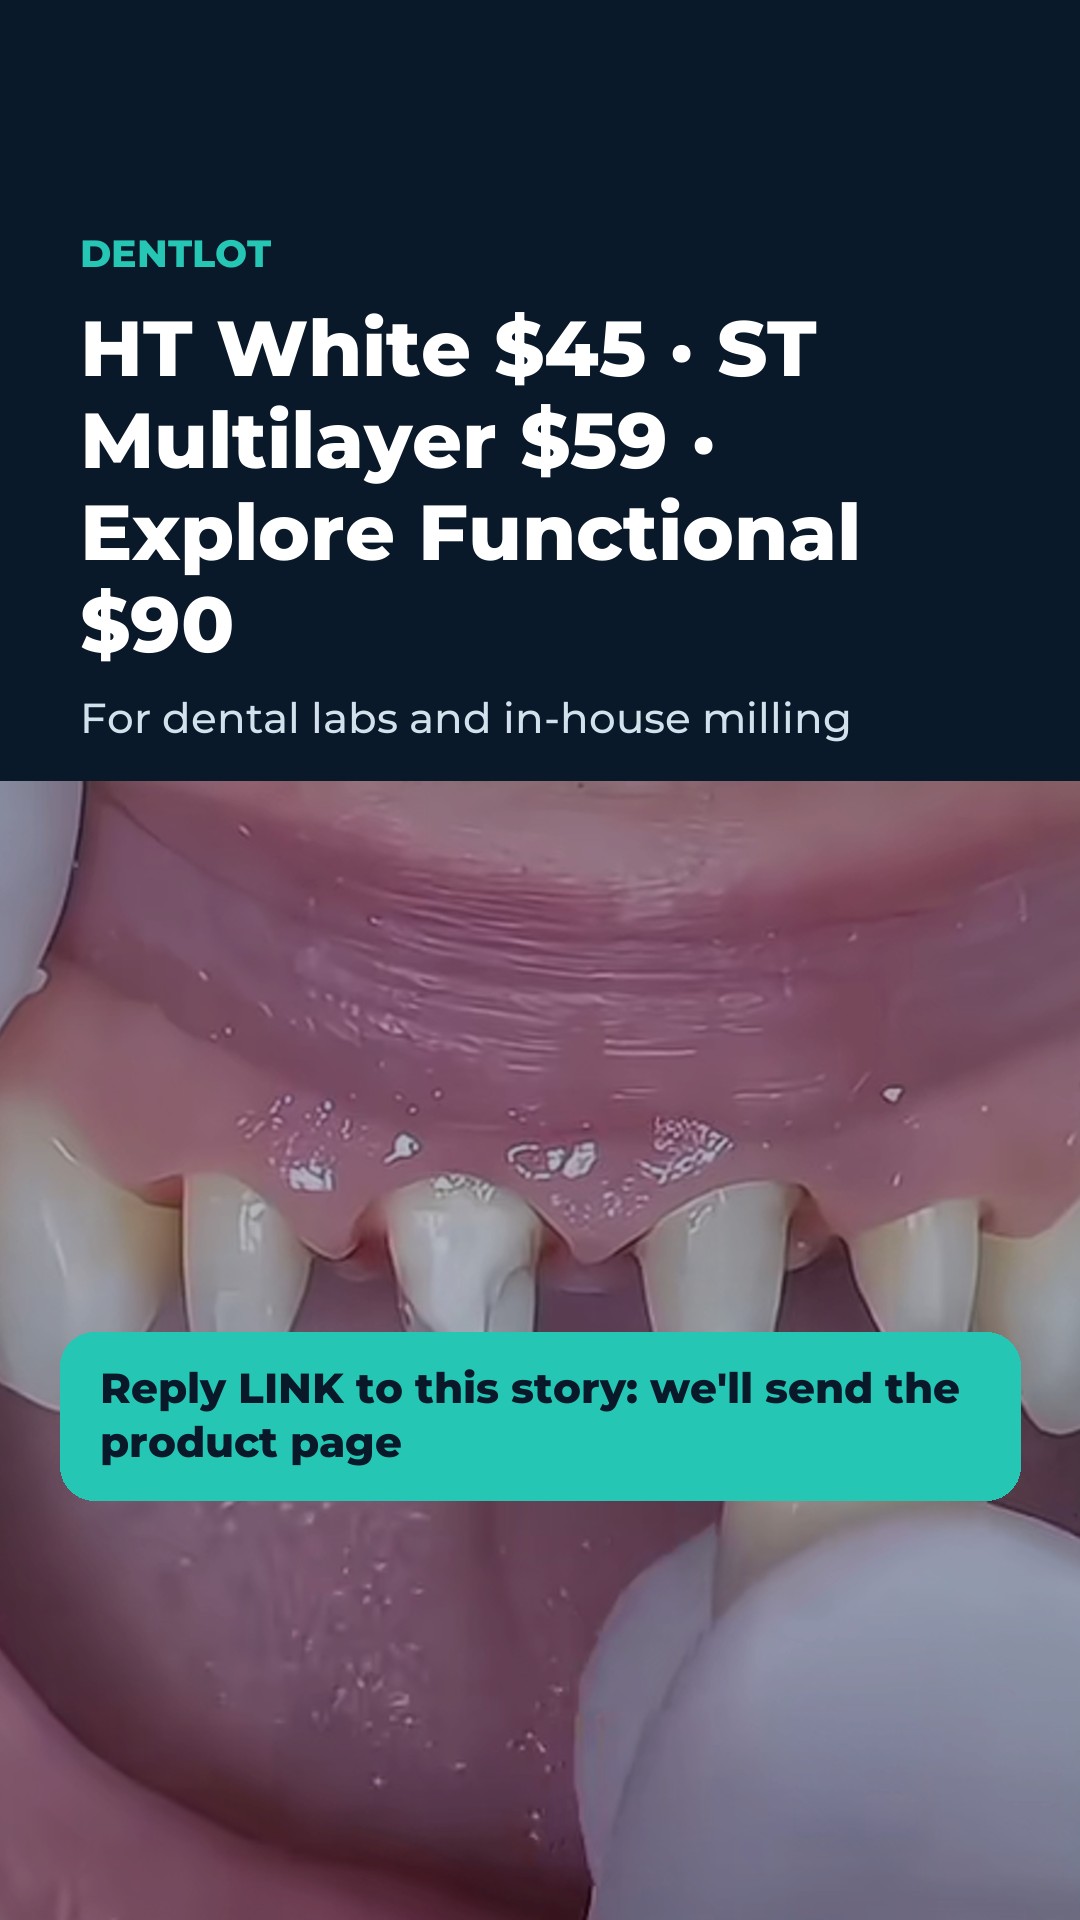 DENTLOT
HT White $45 • ST
Multilayer $59 •
Explore Functional
$90
For dental labs and in-house milling
Reply LINK to this story: we'll send the
product page